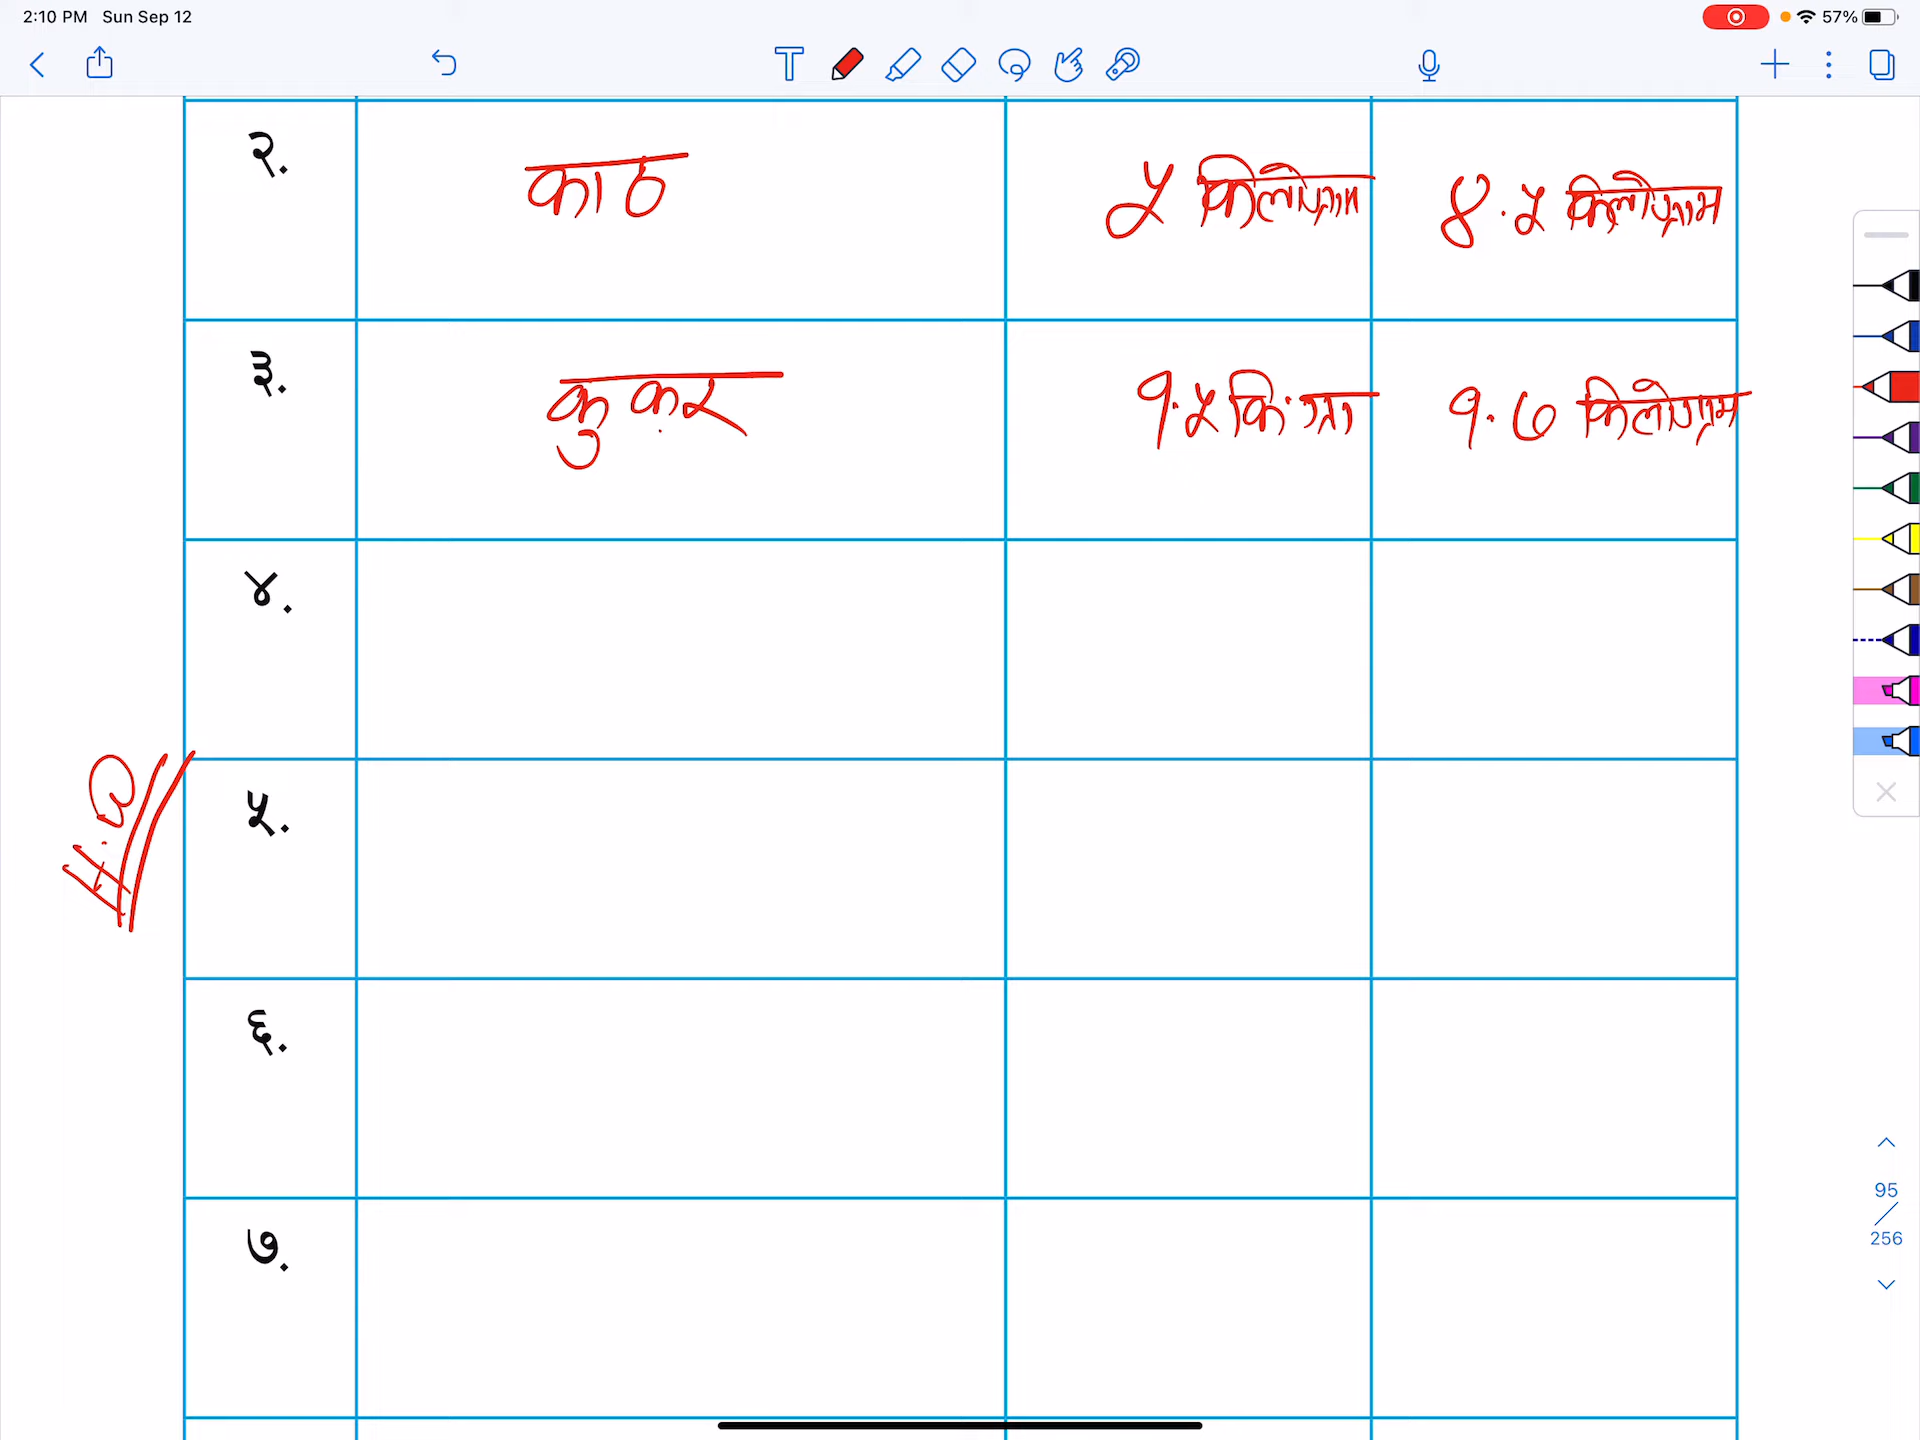 2:10 PM Sun Sep 12
57%
T
२. काठ ५ किलोग्राम ४.५ किलोग्राम
३. कुकर १.५ कि.ग्रा १.७ किलोग्राम
४.
५.
६.
७.
95
256